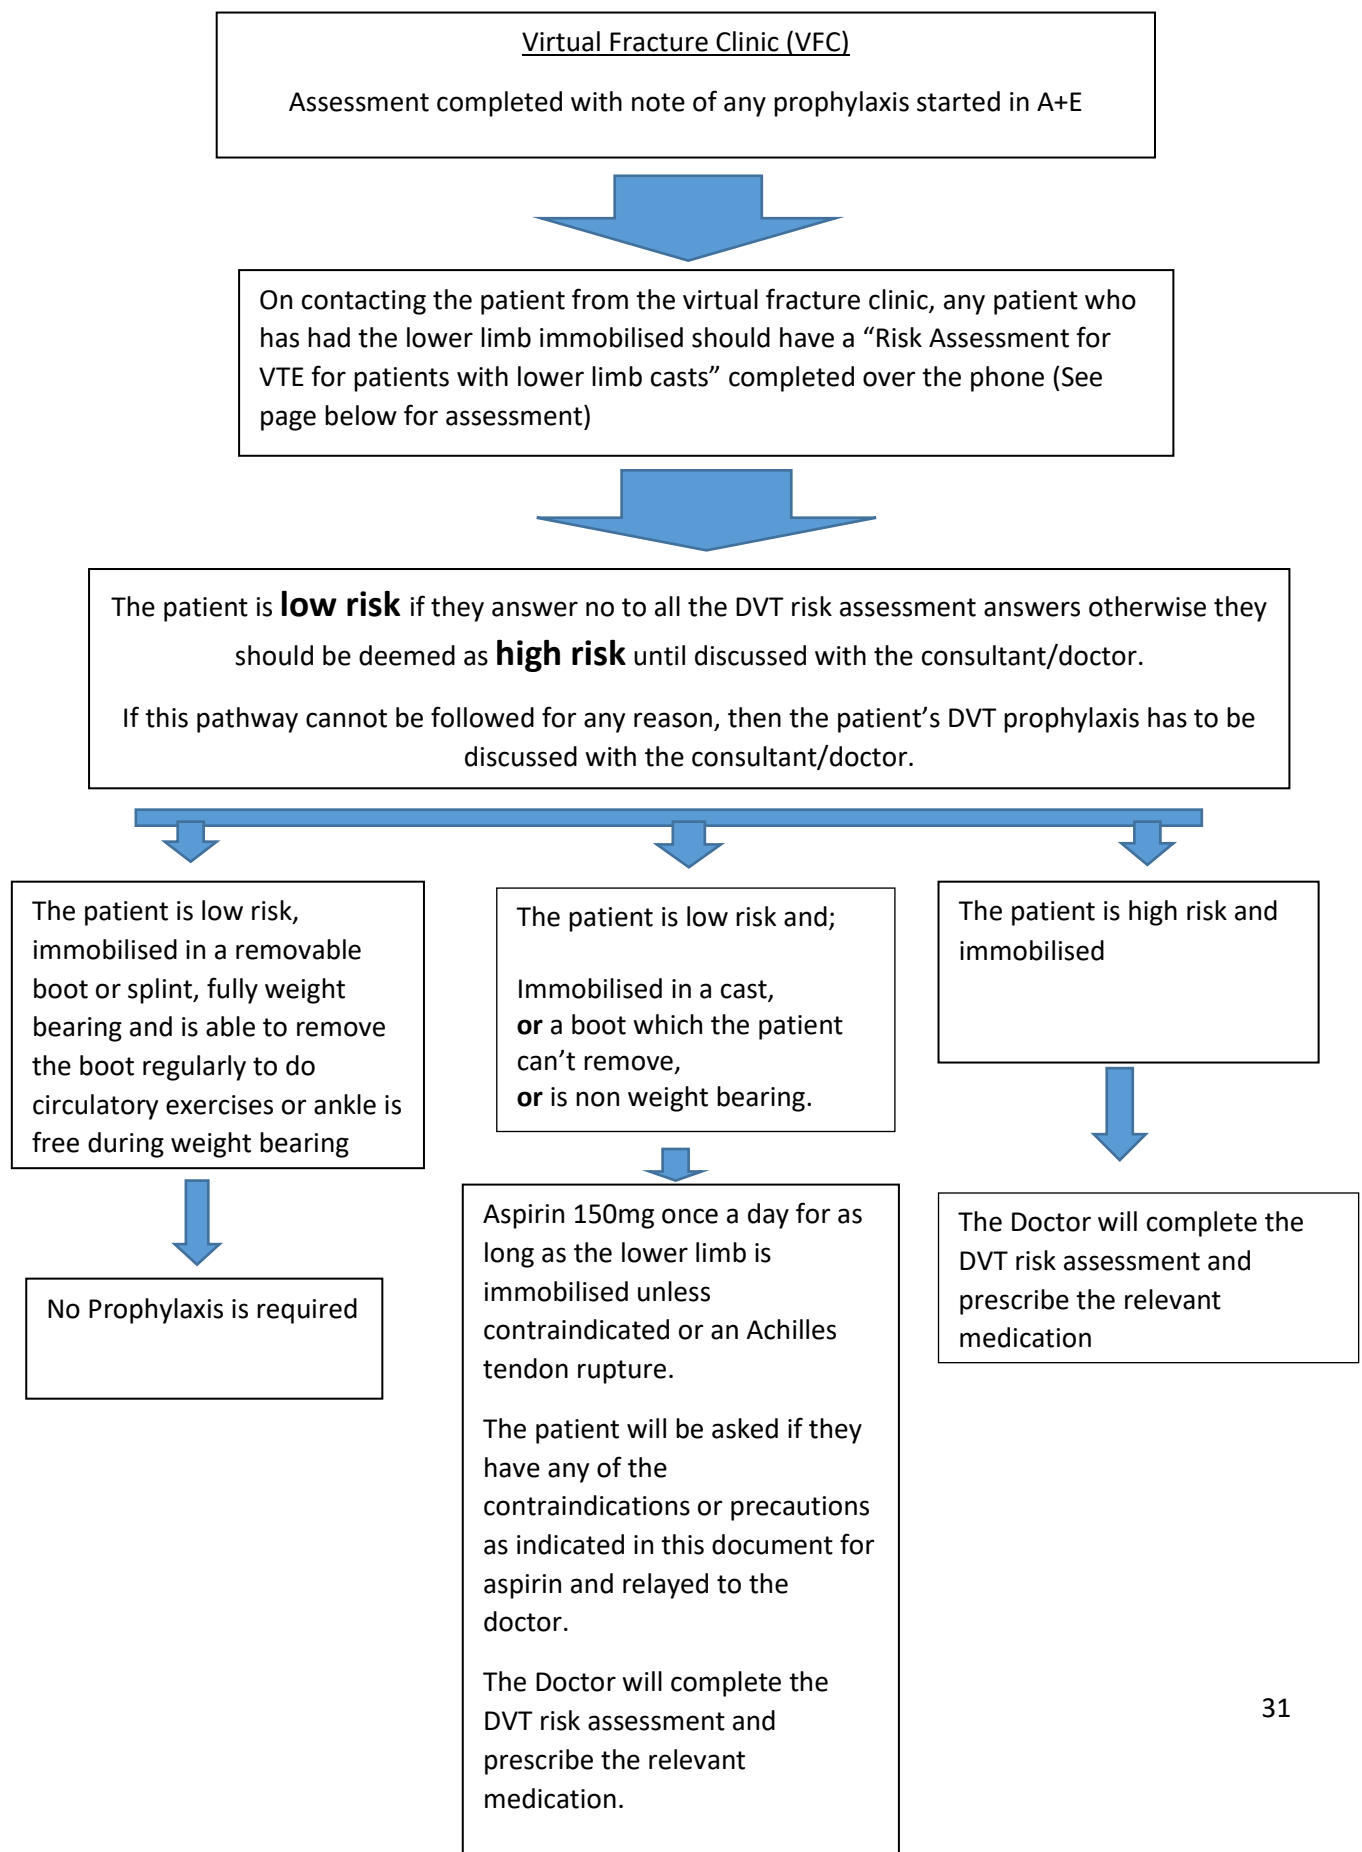 Virtual Fracture Clinic (VFC)
Assessment completed with note of any prophylaxis started in A+E
On contacting the patient from the virtual fracture clinic, any patient who
has had the lower limb immobilised should have a “Risk Assessment for
VTE for patients with lower limb casts” completed over the phone (See
page below for assessment)
The patient is low risk if they answer no to all the DVT risk assessment answers otherwise they
should be deemed as high risk until discussed with the consultant/doctor.
If this pathway cannot be followed for any reason, then the patient’s DVT prophylaxis has to be
discussed with the consultant/doctor.
The patient is low risk,
immobilised in a removable
boot or splint, fully weight
bearing and is able to remove
the boot regularly to do
circulatory exercises or ankle is
free during weight bearing
No Prophylaxis is required
The patient is low risk and;
Immobilised in a cast,
or a boot which the patient
can’t remove,
or is non weight bearing.
Aspirin 150mg once a day for as
long as the lower limb is
immobilised unless
contraindicated or an Achilles
tendon rupture.
The patient will be asked if they
have any of the
contraindications or precautions
as indicated in this document for
aspirin and relayed to the
doctor.
The Doctor will complete the
DVT risk assessment and
prescribe the relevant
medication.
The patient is high risk and
immobilised
The Doctor will complete the
DVT risk assessment and
prescribe the relevant
medication
31